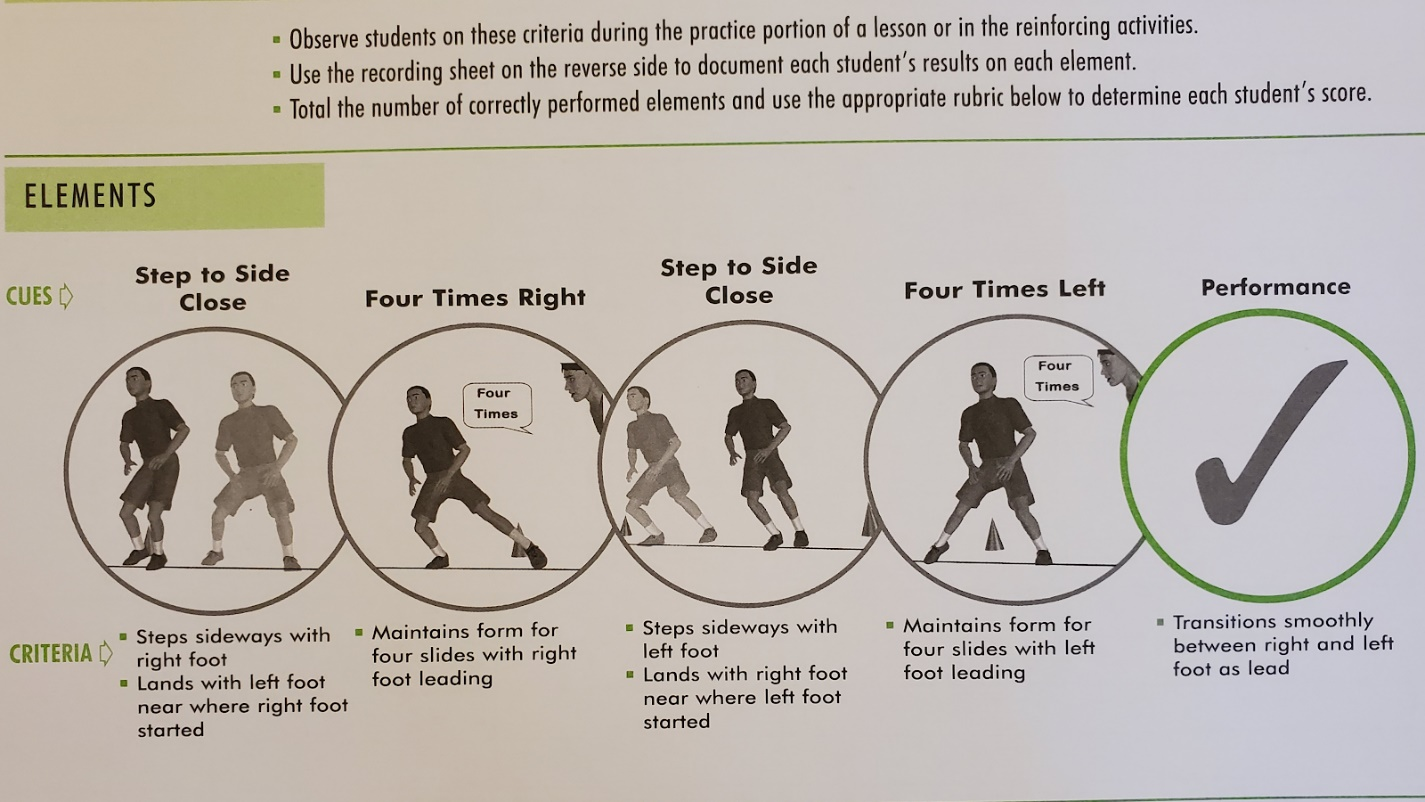 ▪ Observe students on these criteria during the practice portion of a lesson or in the reinforcing activities.
▪ Use the recording sheet on the reverse side to document each student's results on each element.
▪ Total the number of correctly performed elements and use the appropriate rubric below to determine each student's score.
ELEMENTS
CUES
Step to Side
Close
Four Times Right
Step to Side
Close
Four Times Left
Performance
Four
Times
Four
Times
CRITERIA
▪ Steps sideways with
right foot
▪ Lands with left foot
near where right foot
started
▪ Maintains form for
four slides with right
foot leading
▪ Steps sideways with
left foot
▪ Lands with right foot
near where left foot
started
▪ Maintains form for
four slides with left
foot leading
▪ Transitions smoothly
between right and left
foot as lead